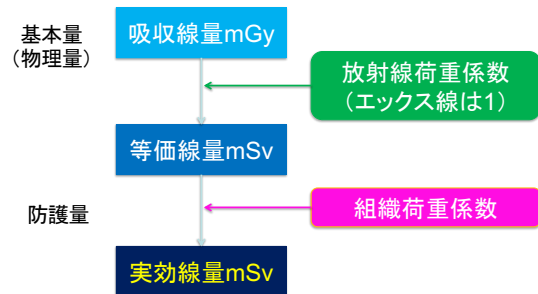 基本量
(物理量)
吸収線量mGy
放射線荷重係数
(エックス線は1)
等価線量mSv
防護量
組織荷重係数
実効線量mSv